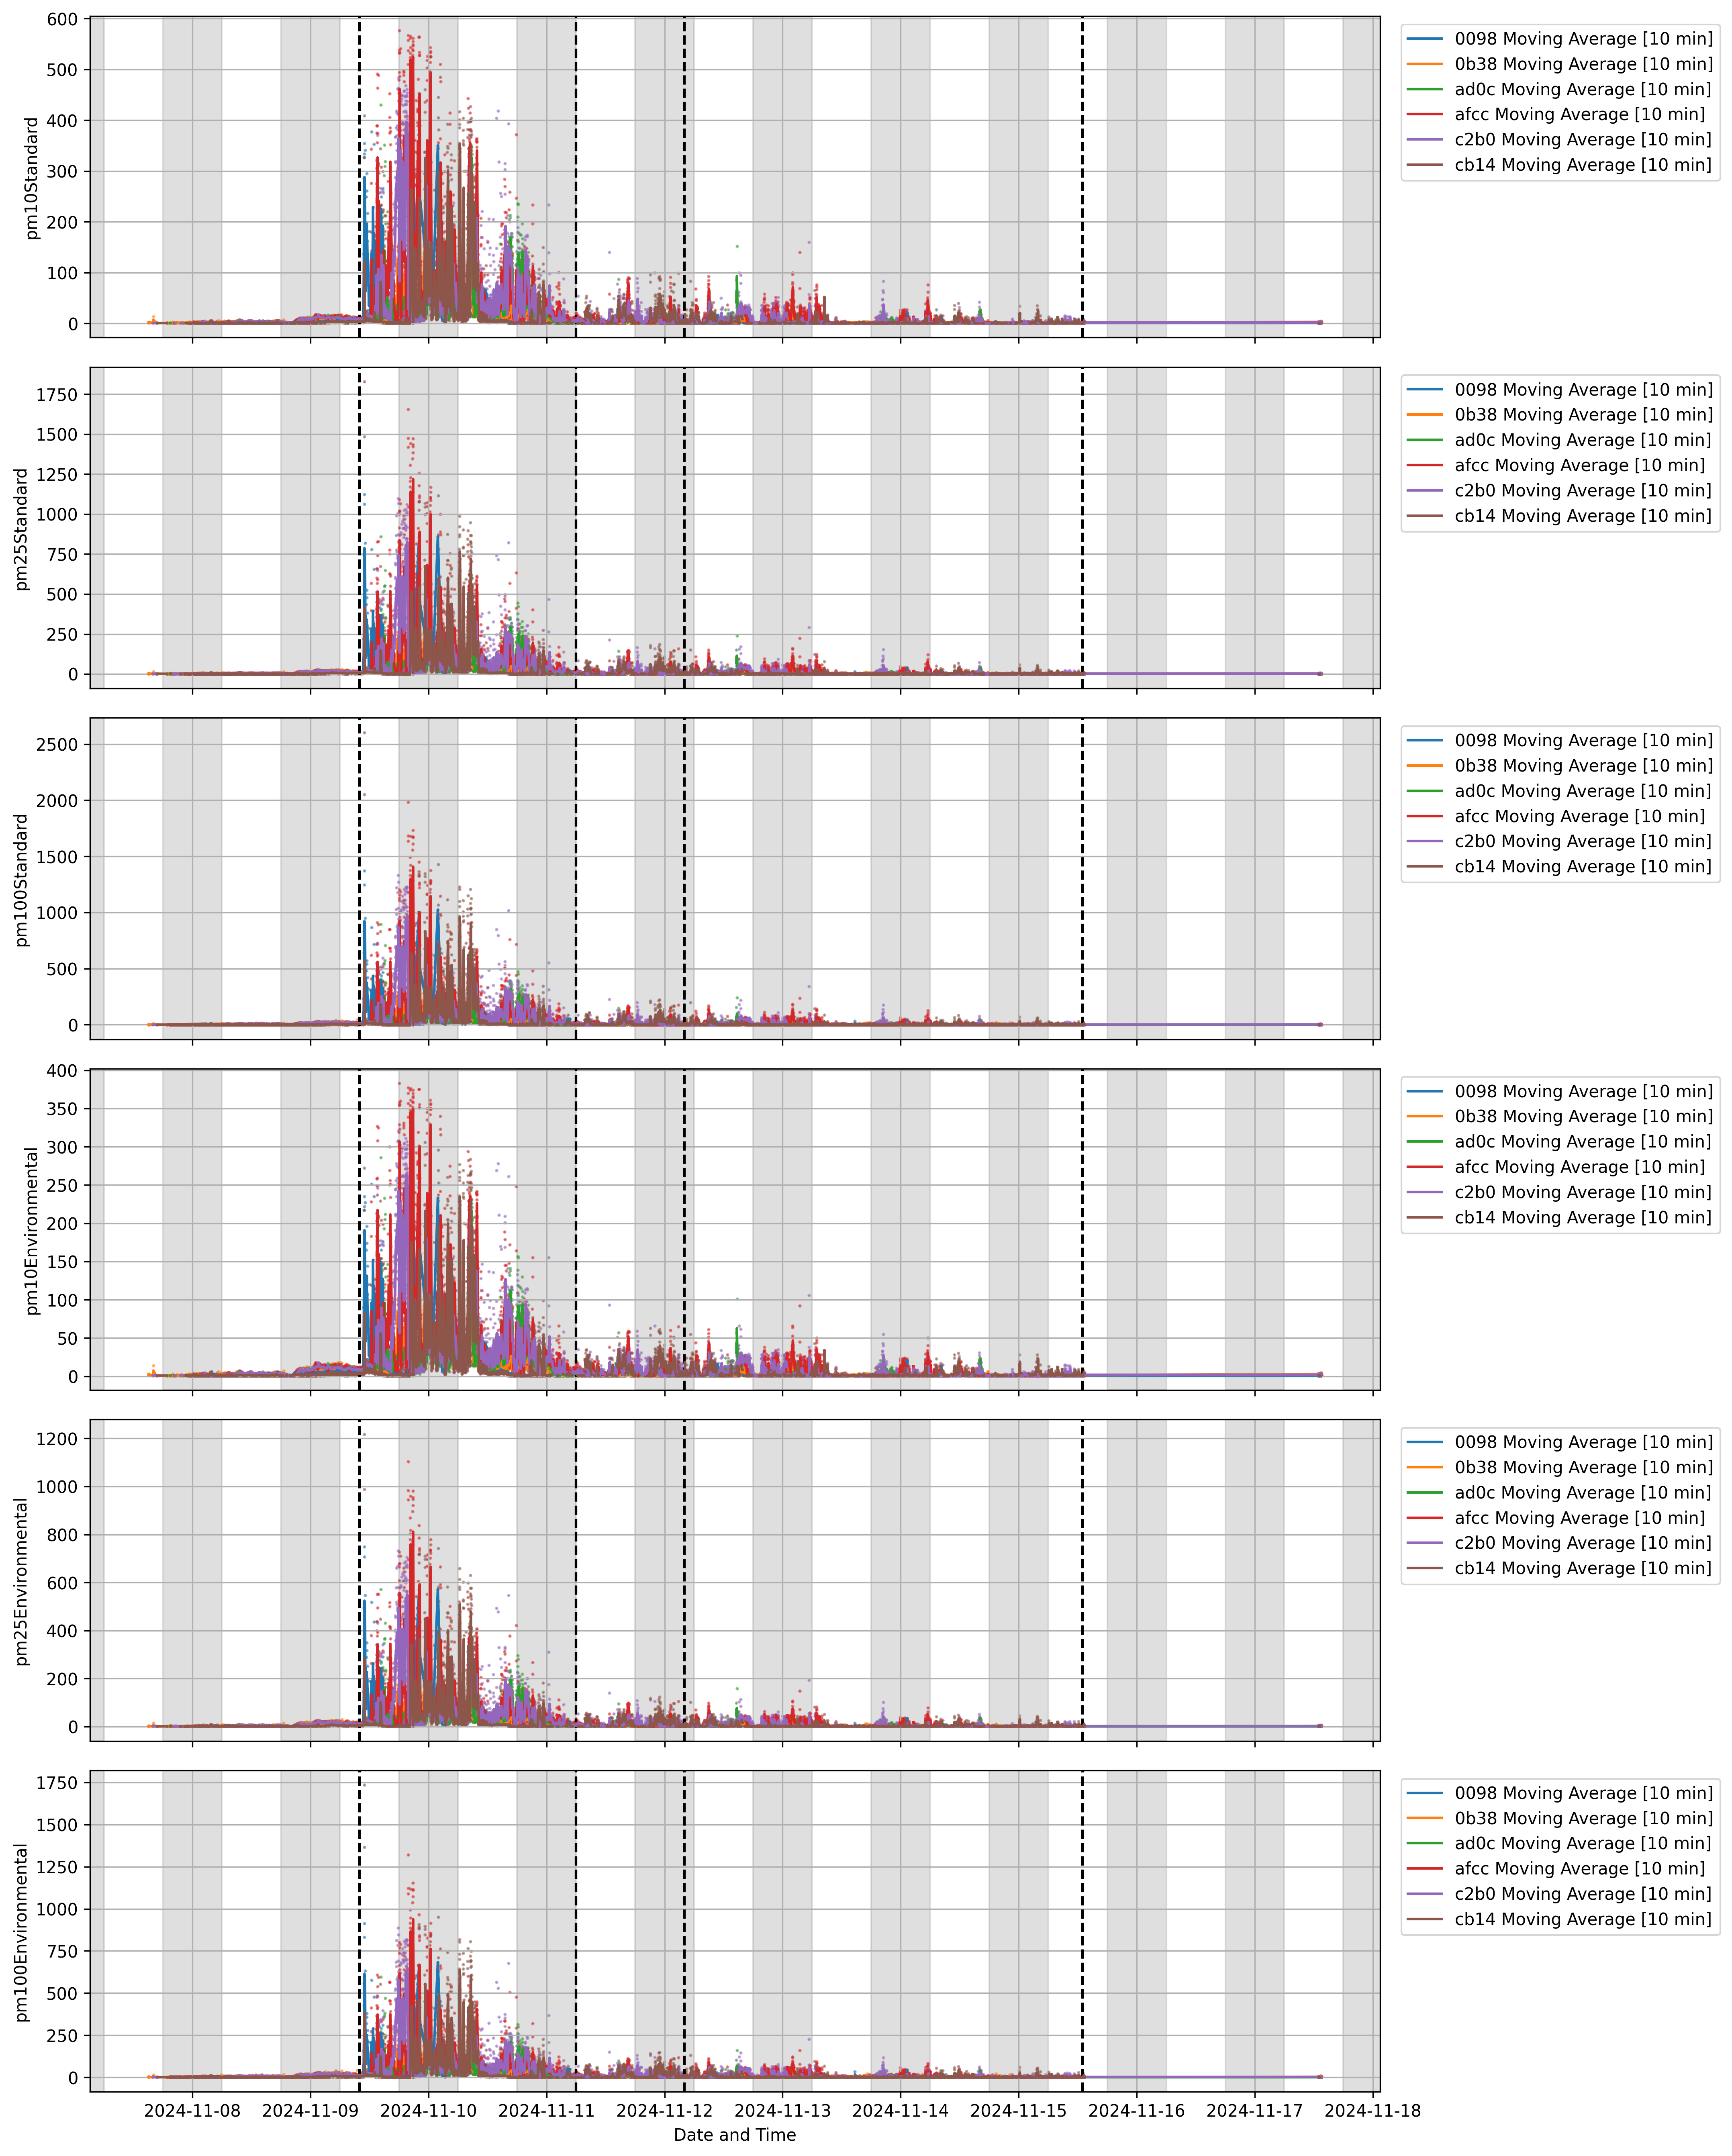 600
500
400
300
200
100
0
pm10Standard
0098 Moving Average [10 min]
0b38 Moving Average [10 min]
ad0c Moving Average [10 min]
afcc Moving Average [10 min]
c2b0 Moving Average [10 min]
cb14 Moving Average [10 min]
1750
1500
1250
1000
750
500
250
0
pm25Standard
0098 Moving Average [10 min]
0b38 Moving Average [10 min]
ad0c Moving Average [10 min]
afcc Moving Average [10 min]
c2b0 Moving Average [10 min]
cb14 Moving Average [10 min]
2500
2000
1500
1000
500
0
pm100Standard
0098 Moving Average [10 min]
0b38 Moving Average [10 min]
ad0c Moving Average [10 min]
afcc Moving Average [10 min]
c2b0 Moving Average [10 min]
cb14 Moving Average [10 min]
400
350
300
250
200
150
100
50
0
pm10Environmental
0098 Moving Average [10 min]
0b38 Moving Average [10 min]
ad0c Moving Average [10 min]
afcc Moving Average [10 min]
c2b0 Moving Average [10 min]
cb14 Moving Average [10 min]
1200
1000
800
600
400
200
0
pm25Environmental
0098 Moving Average [10 min]
0b38 Moving Average [10 min]
ad0c Moving Average [10 min]
afcc Moving Average [10 min]
c2b0 Moving Average [10 min]
cb14 Moving Average [10 min]
1750
1500
1250
1000
750
500
250
0
pm100Environmental
0098 Moving Average [10 min]
0b38 Moving Average [10 min]
ad0c Moving Average [10 min]
afcc Moving Average [10 min]
c2b0 Moving Average [10 min]
cb14 Moving Average [10 min]
2024-11-08 2024-11-09 2024-11-10 2024-11-11 2024-11-12 2024-11-13 2024-11-14 2024-11-15 2024-11-16 2024-11-17 2024-11-18
Date and Time